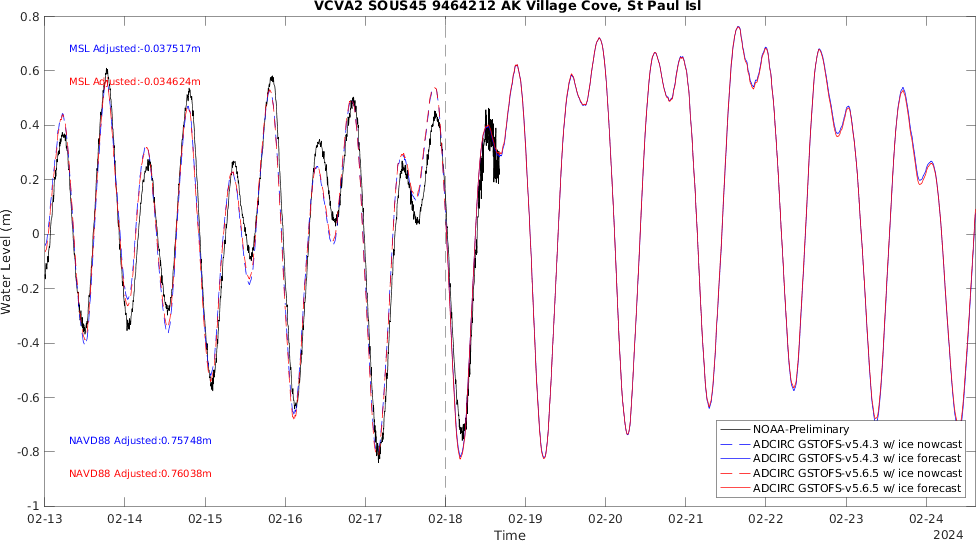 VCVA2 SOUS45 9464212 AK Village Cove, St Paul Isl
0.8
0.6
0.4
0.2
0
-0.2
-0.4
-0.6
-0.8
-1
Water Level (m)
MSL Adjusted:-0.037517m
MSL Adjusted:-0.034624m
NAVD88 Adjusted:0.75748m
NAVD88 Adjusted:0.76038m
NOAA-Preliminary
ADCIRC GSTOFS-v5.4.3 w/ ice nowcast
ADCIRC GSTOFS-v5.4.3 w/ ice forecast
ADCIRC GSTOFS-v5.6.5 w/ ice nowcast
ADCIRC GSTOFS-v5.6.5 w/ ice forecast
02-13 02-14 02-15 02-16 02-17 02-18 02-19 02-20 02-21 02-22 02-23 02-24
Time
2024